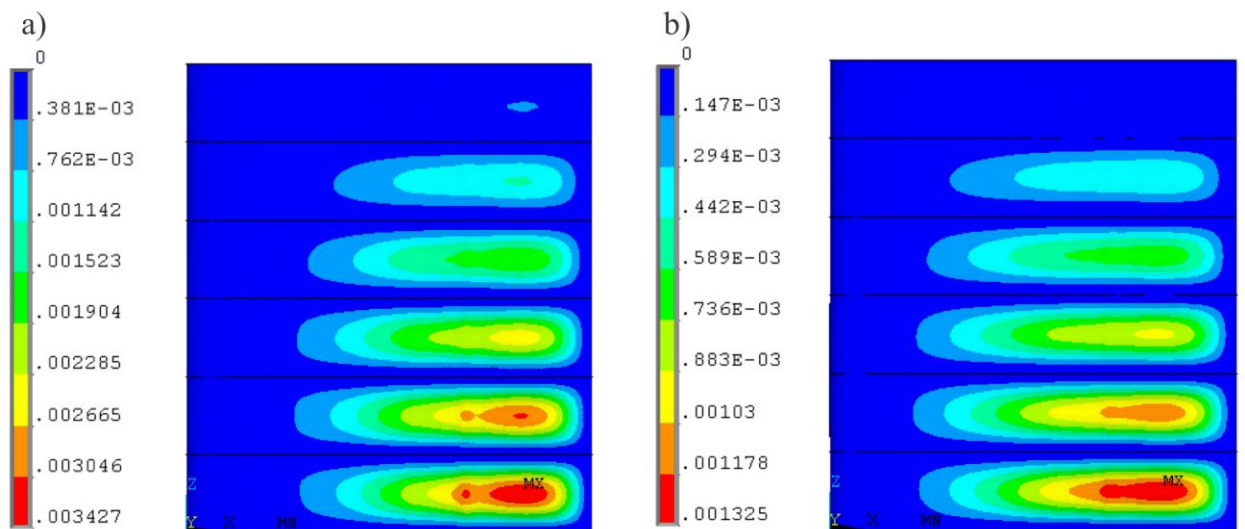 a)
0
.381E-03
.762E-03
.001142
.001523
.001904
.002285
.002665
.003046
.003427
MX
Z
Y X MN
b)
0
.147E-03
.294E-03
.442E-03
.589E-03
.736E-03
.883E-03
.00103
.001178
.001325
MX
Z
Y X MN